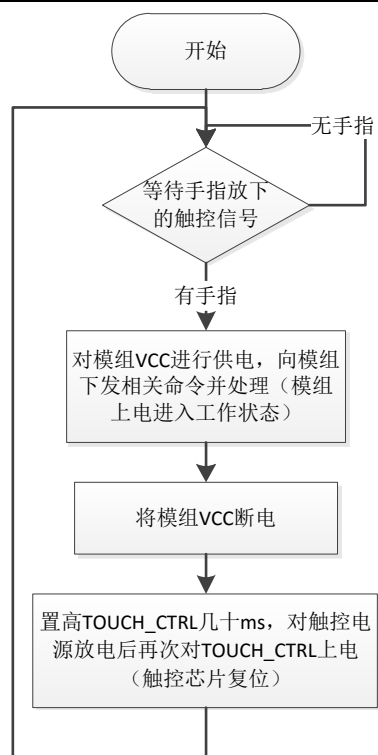 开始
无手指
等待手指放下
的触控信号
有手指
对模组VCC进行供电，向模组
下发相关命令并处理（模组
上电进入工作状态）
将模组VCC断电
置高TOUCH_CTRL几十ms，对触控电
源放电后再次对TOUCH_CTRL上电
（触控芯片复位）